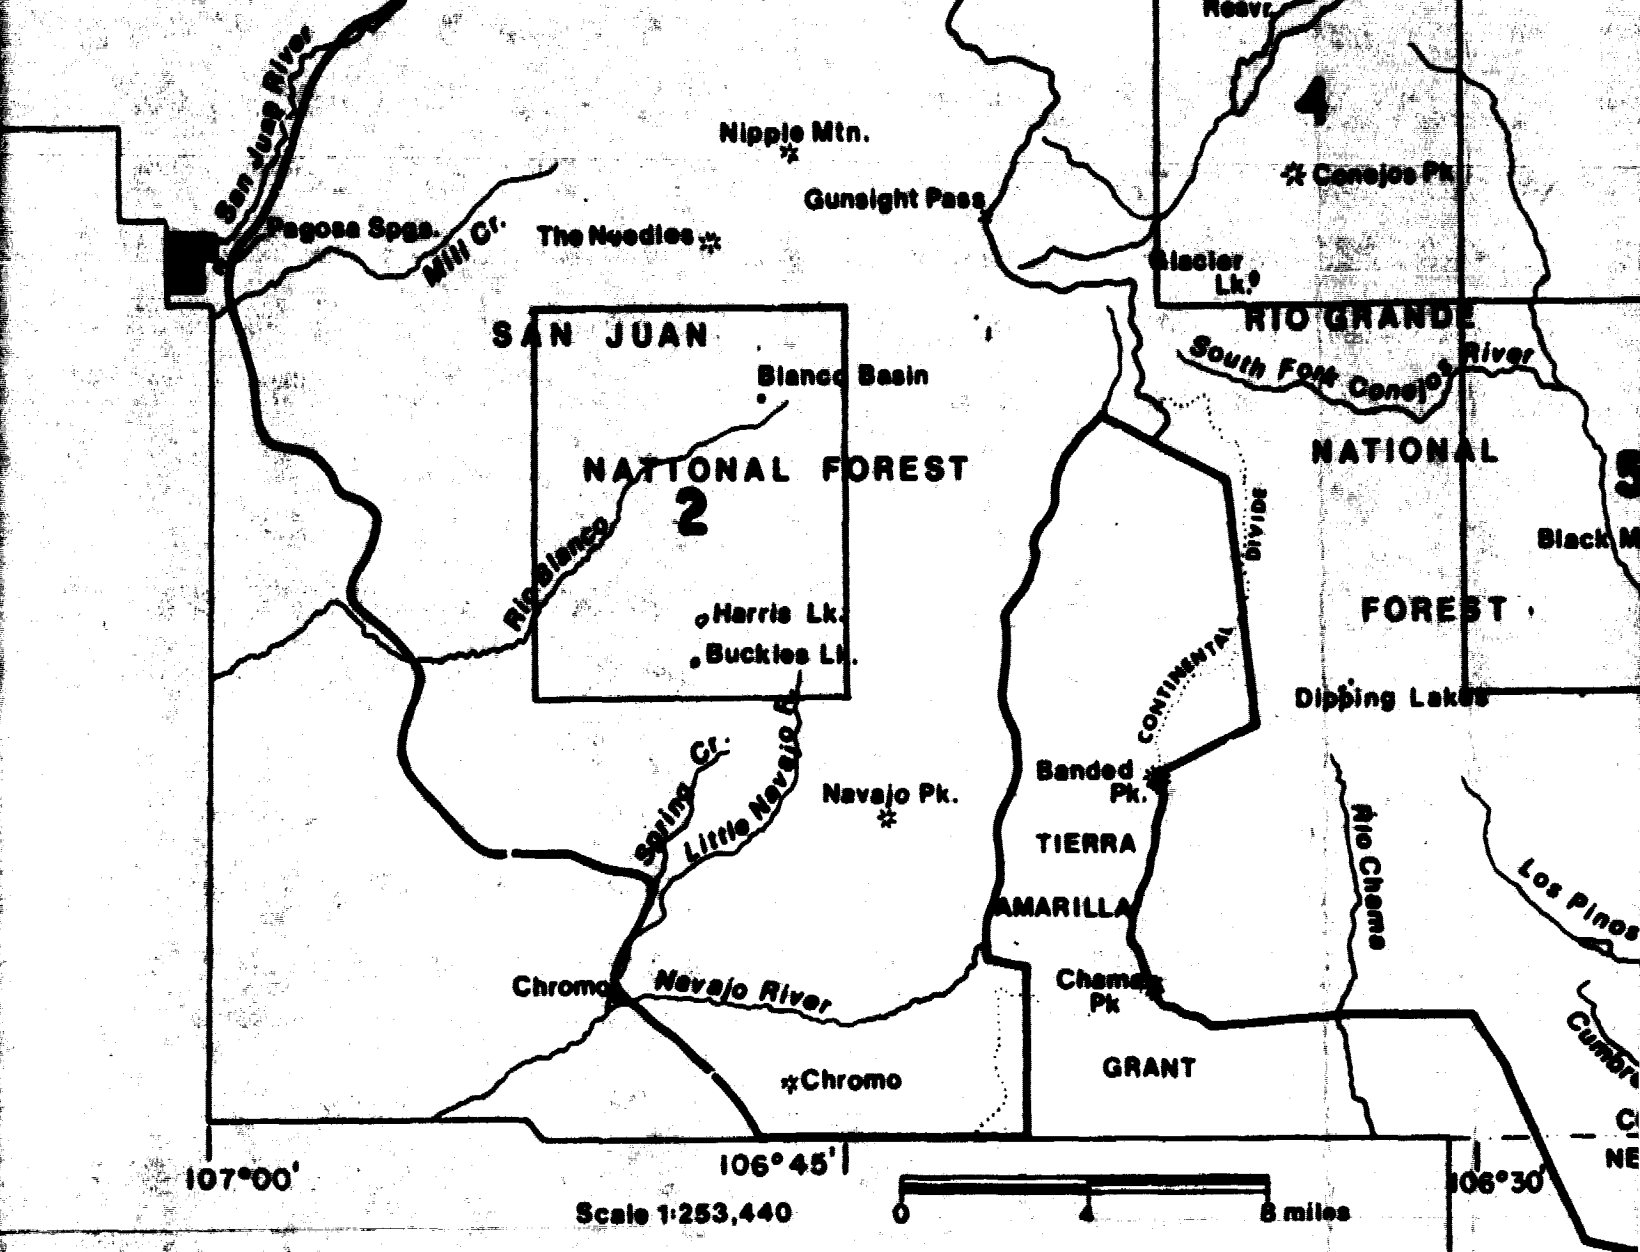 San Juan River
4
Nipple Mtn.
Conejos Pk
Gunsight Pass
Pagosa Spgs.
Mill Cr.
The Needles
Glacier
Lk.
SAN JUAN
RIO GRANDE
South Fork Conejos River
Blanco Basin
NATIONAL FOREST
NATIONAL
2
5
DIVIDE
Rio Blanco
Black M
Harris Lk.
FOREST
Buckles Lk.
CONTINENTAL
Dipping Lakes
Spring Cr.
Little Navajo R.
Banded
Pk.
Navajo Pk.
TIERRA
Rio Chama
Los Pinos
AMARILLA
Chromo
Navajo River
Chama
Pk
Cumbre
GRANT
Chromo
107°00'
106°45'
106°30'
NE
Scale 1:253,440
0 4 8 miles